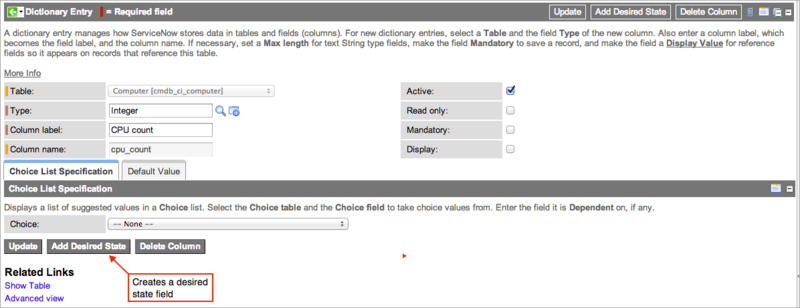 Dictionary Entry = Required field Update Add Desired State Delete Column
A dictionary entry manages how ServiceNow stores data in tables and fields (columns). For new dictionary entries, select a Table and the field Type of the new column. Also enter a column label, which
becomes the field label, and the column name. If necessary, set a Max length for text String type fields, make the field Mandatory to save a record, and make the field a Display Value for reference
fields so it appears on records that reference this table.
More Info
Table: Computer [cmdb_ci_computer] Active:
Type: Integer Read only:
Column label: CPU count Mandatory:
Column name: cpu_count Display:
Choice List Specification Default Value
Choice List Specification
Displays a list of suggested values in a Choice list. Select the Choice table and the Choice field to take choice values from. Enter the field it is Dependent on, if any.
Choice: -- None --
Update Add Desired State Delete Column
Related Links
Show Table
Advanced view
Creates a desired
state field